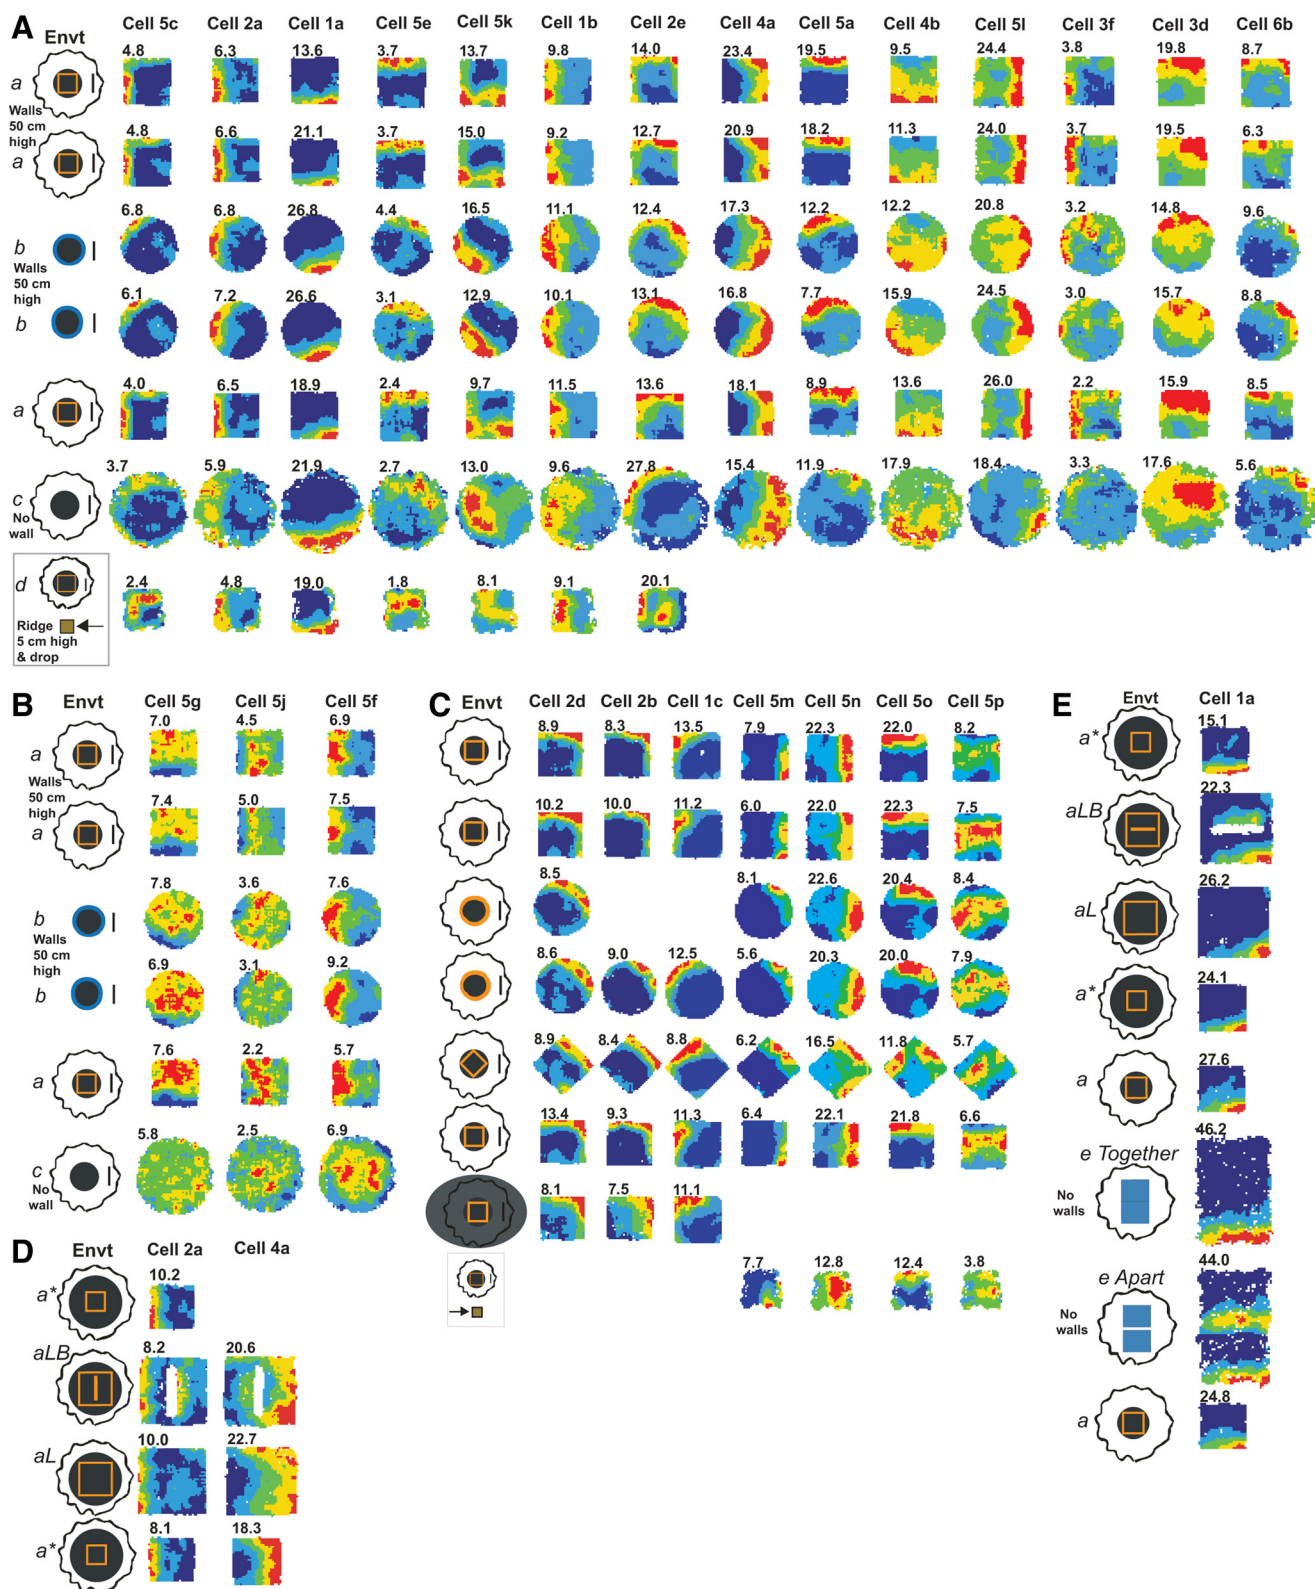 A
Envt
Cell 5c Cell 2a Cell 1a Cell 5e Cell 5k Cell 1b Cell 2e Cell 4a Cell 5a Cell 4b Cell 5l Cell 3f Cell 3d Cell 6b
4.8 6.3 13.6 3.7 13.7 9.8 14.0 23.4 19.5 9.5 24.4 3.8 19.8 8.7
a
Walls
50 cm
high
4.8 6.6 21.1 3.7 15.0 9.2 12.7 20.9 18.2 11.3 24.0 3.7 19.5 6.3
a
6.8 6.8 26.8 4.4 16.5 11.1 12.4 17.3 12.2 12.2 20.8 3.2 14.8 9.6
b
Walls
50 cm
high
6.1 7.2 26.6 3.1 12.9 10.1 13.1 16.8 7.7 15.9 24.5 3.0 15.7 8.8
b
4.0 6.5 18.9 2.4 9.7 11.5 13.6 18.1 8.9 13.6 26.0 2.2 15.9 8.5
a
3.7 5.9 21.9 2.7 13.0 9.6 27.8 15.4 11.9 17.9 18.4 3.3 17.6 5.6
c
No
wall
d
2.4 4.8 19.0 1.8 8.1 9.1 20.1
Ridge
5 cm high
& drop
B
Envt Cell 5g Cell 5j Cell 5f
7.0 4.5 6.9
a
Walls
50 cm
high
7.4 5.0 7.5
a
7.8 3.6 7.6
b
Walls
50 cm
high
6.9 3.1 9.2
b
7.6 2.2 5.7
a
5.8 2.5 6.9
c
No
wall
C
Envt Cell 2d Cell 2b Cell 1c Cell 5m Cell 5n Cell 5o Cell 5p
8.9 8.3 13.5 7.9 22.3 22.0 8.2
10.2 10.0 11.2 6.0 22.0 22.3 7.5
8.5 8.1 22.6 20.4 8.4
8.6 9.0 12.5 5.6 20.3 20.0 7.9
8.9 8.4 8.8 6.2 16.5 11.8 5.7
13.4 9.3 11.3 6.4 22.1 21.8 6.6
8.1 7.5 11.1
7.7 12.8 12.4 3.8
D
Envt Cell 2a Cell 4a
10.2
a*
aLB 8.2 20.6
aL 10.0 22.7
a* 8.1 18.3
E
Envt Cell 1a
a* 15.1
aLB 22.3
aL 26.2
a* 24.1
a 27.6
46.2
e Together
No
walls
44.0
e Apart
No
walls
a 24.8